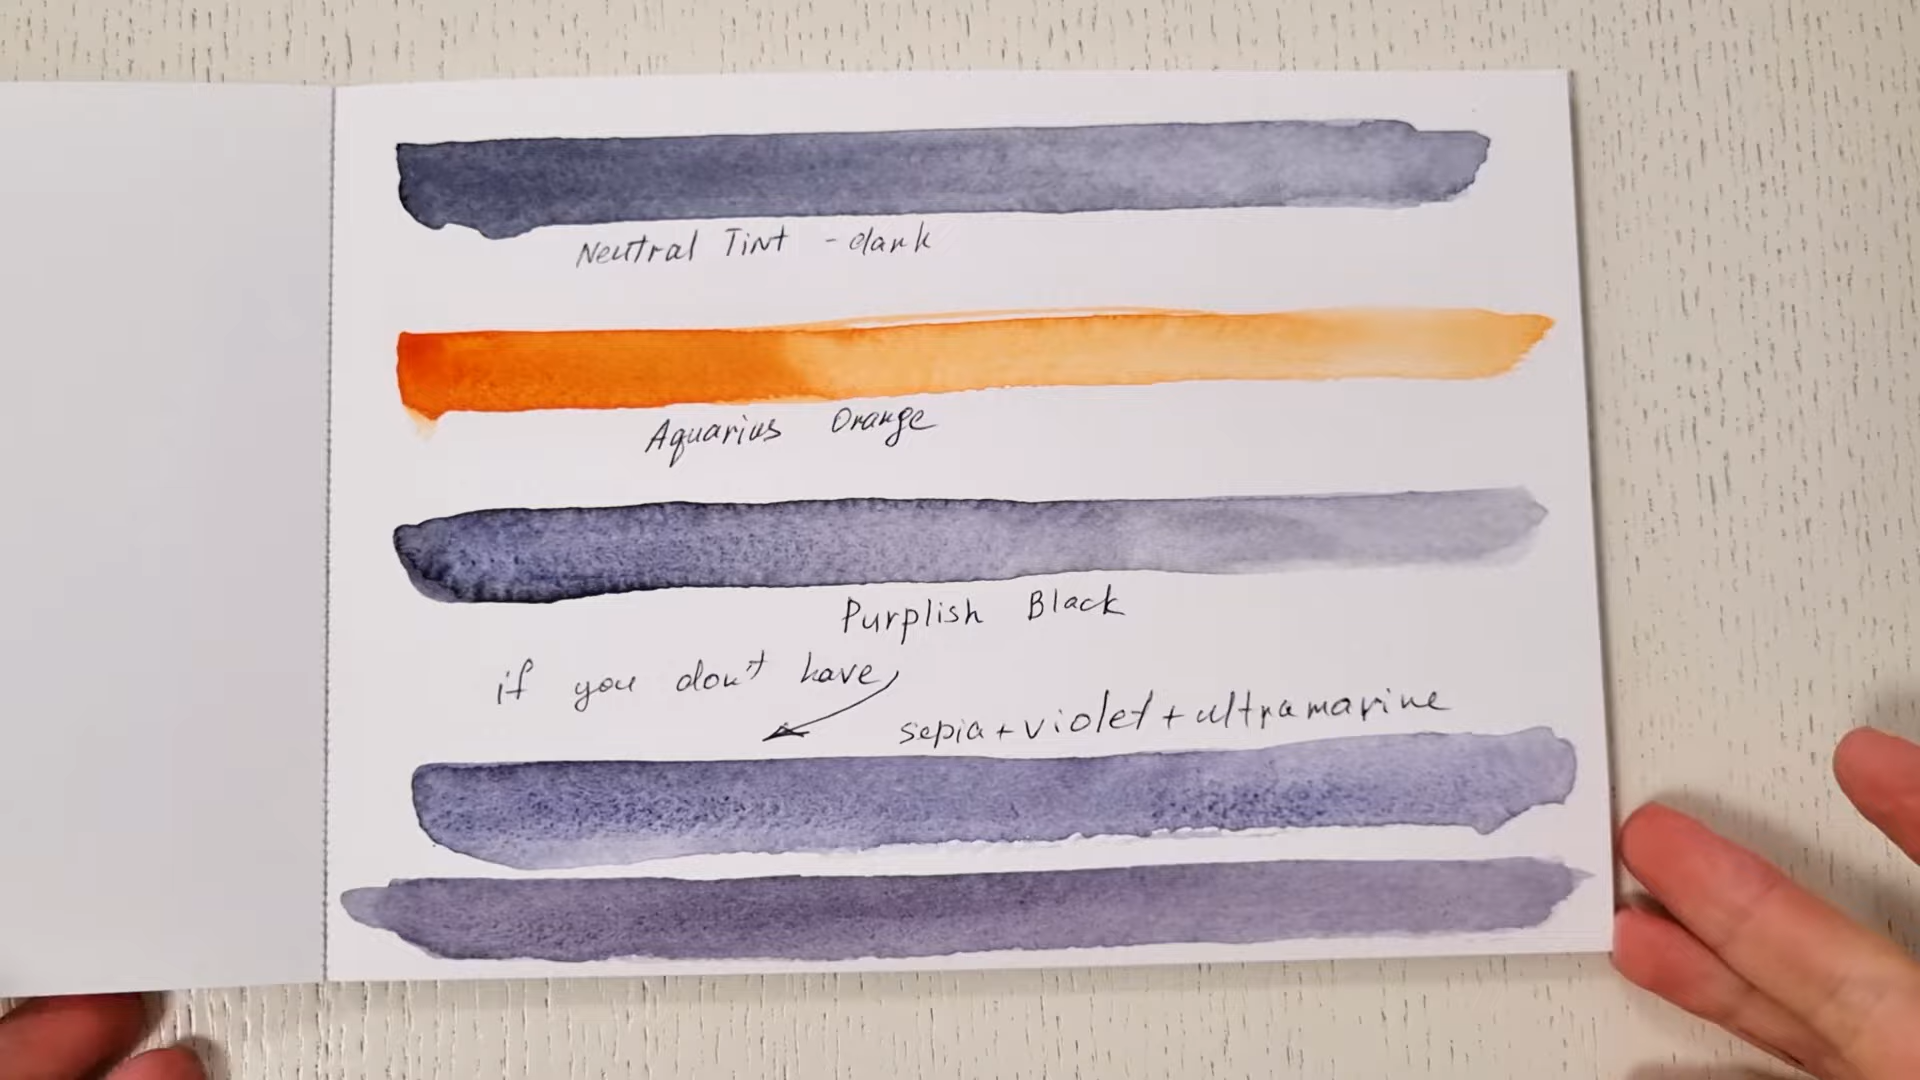 Neutral Tint - dark
Aquarius Orange
Purplish Black
if you don't have
sepia+violet+ultramarine